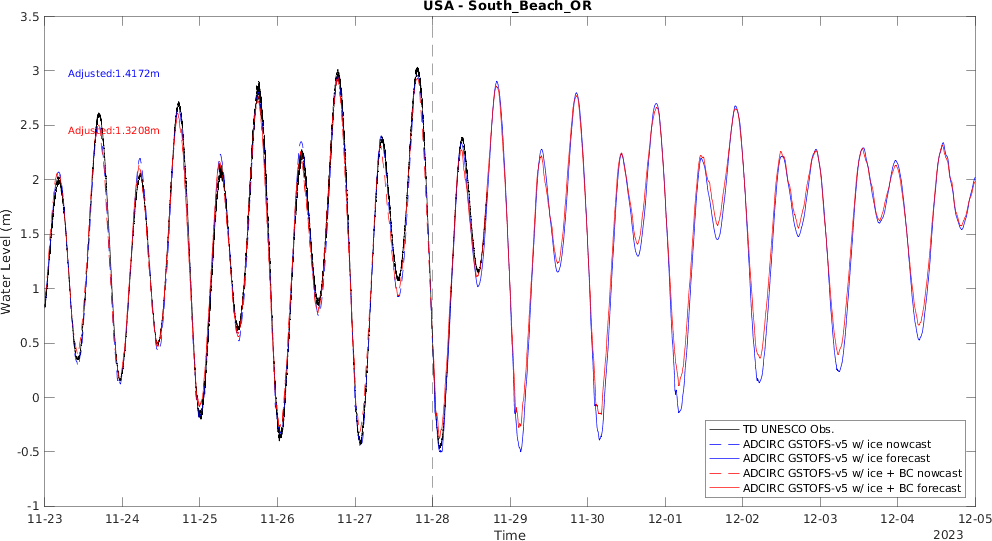 USA - South_Beach_OR
3.5
3
2.5
2
1.5
1
0.5
0
-0.5
-1
Water Level (m)
Adjusted:1.4172m
Adjusted:1.3208m
TD UNESCO Obs.
ADCIRC GSTOFS-v5 w/ ice nowcast
ADCIRC GSTOFS-v5 w/ ice forecast
ADCIRC GSTOFS-v5 w/ ice + BC nowcast
ADCIRC GSTOFS-v5 w/ ice + BC forecast
11-23 11-24 11-25 11-26 11-27 11-28 11-29 11-30 12-01 12-02 12-03 12-04 12-05
Time
2023